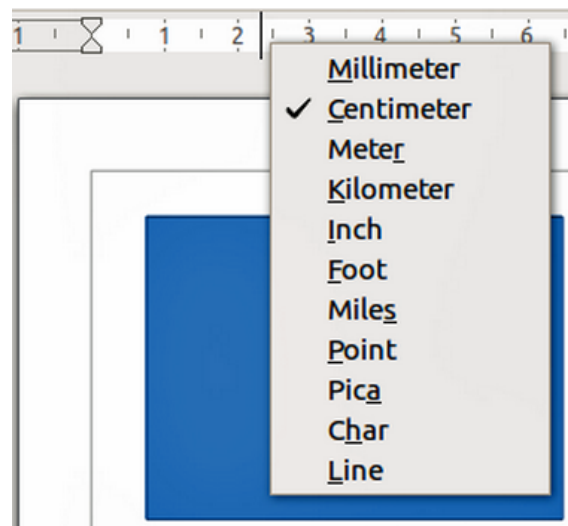 1 1 2 3 4 5 6
Millimeter
Centimeter
Meter
Kilometer
Inch
Foot
Miles
Point
Pica
Char
Line